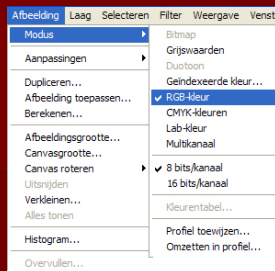 Afbeelding Laag Selecteren Filter Weergave Venst
Modus
Aanpassingen
Dupliceren...
Afbeelding toepassen...
Berekenen...
Afbeeldingsgrootte...
Canvasgrootte...
Canvas roteren
Uitsnijden
Verkleinen...
Alles tonen
Histogram...
Overvullen...
Bitmap
Grijswaarden
Duotoon
Geïndexeerde kleur...
RGB-kleur
CMYK-kleuren
Lab-kleur
Multikanaal
8 bits/kanaal
16 bits/kanaal
Kleurentabel...
Profiel toewijzen...
Omzetten in profiel...